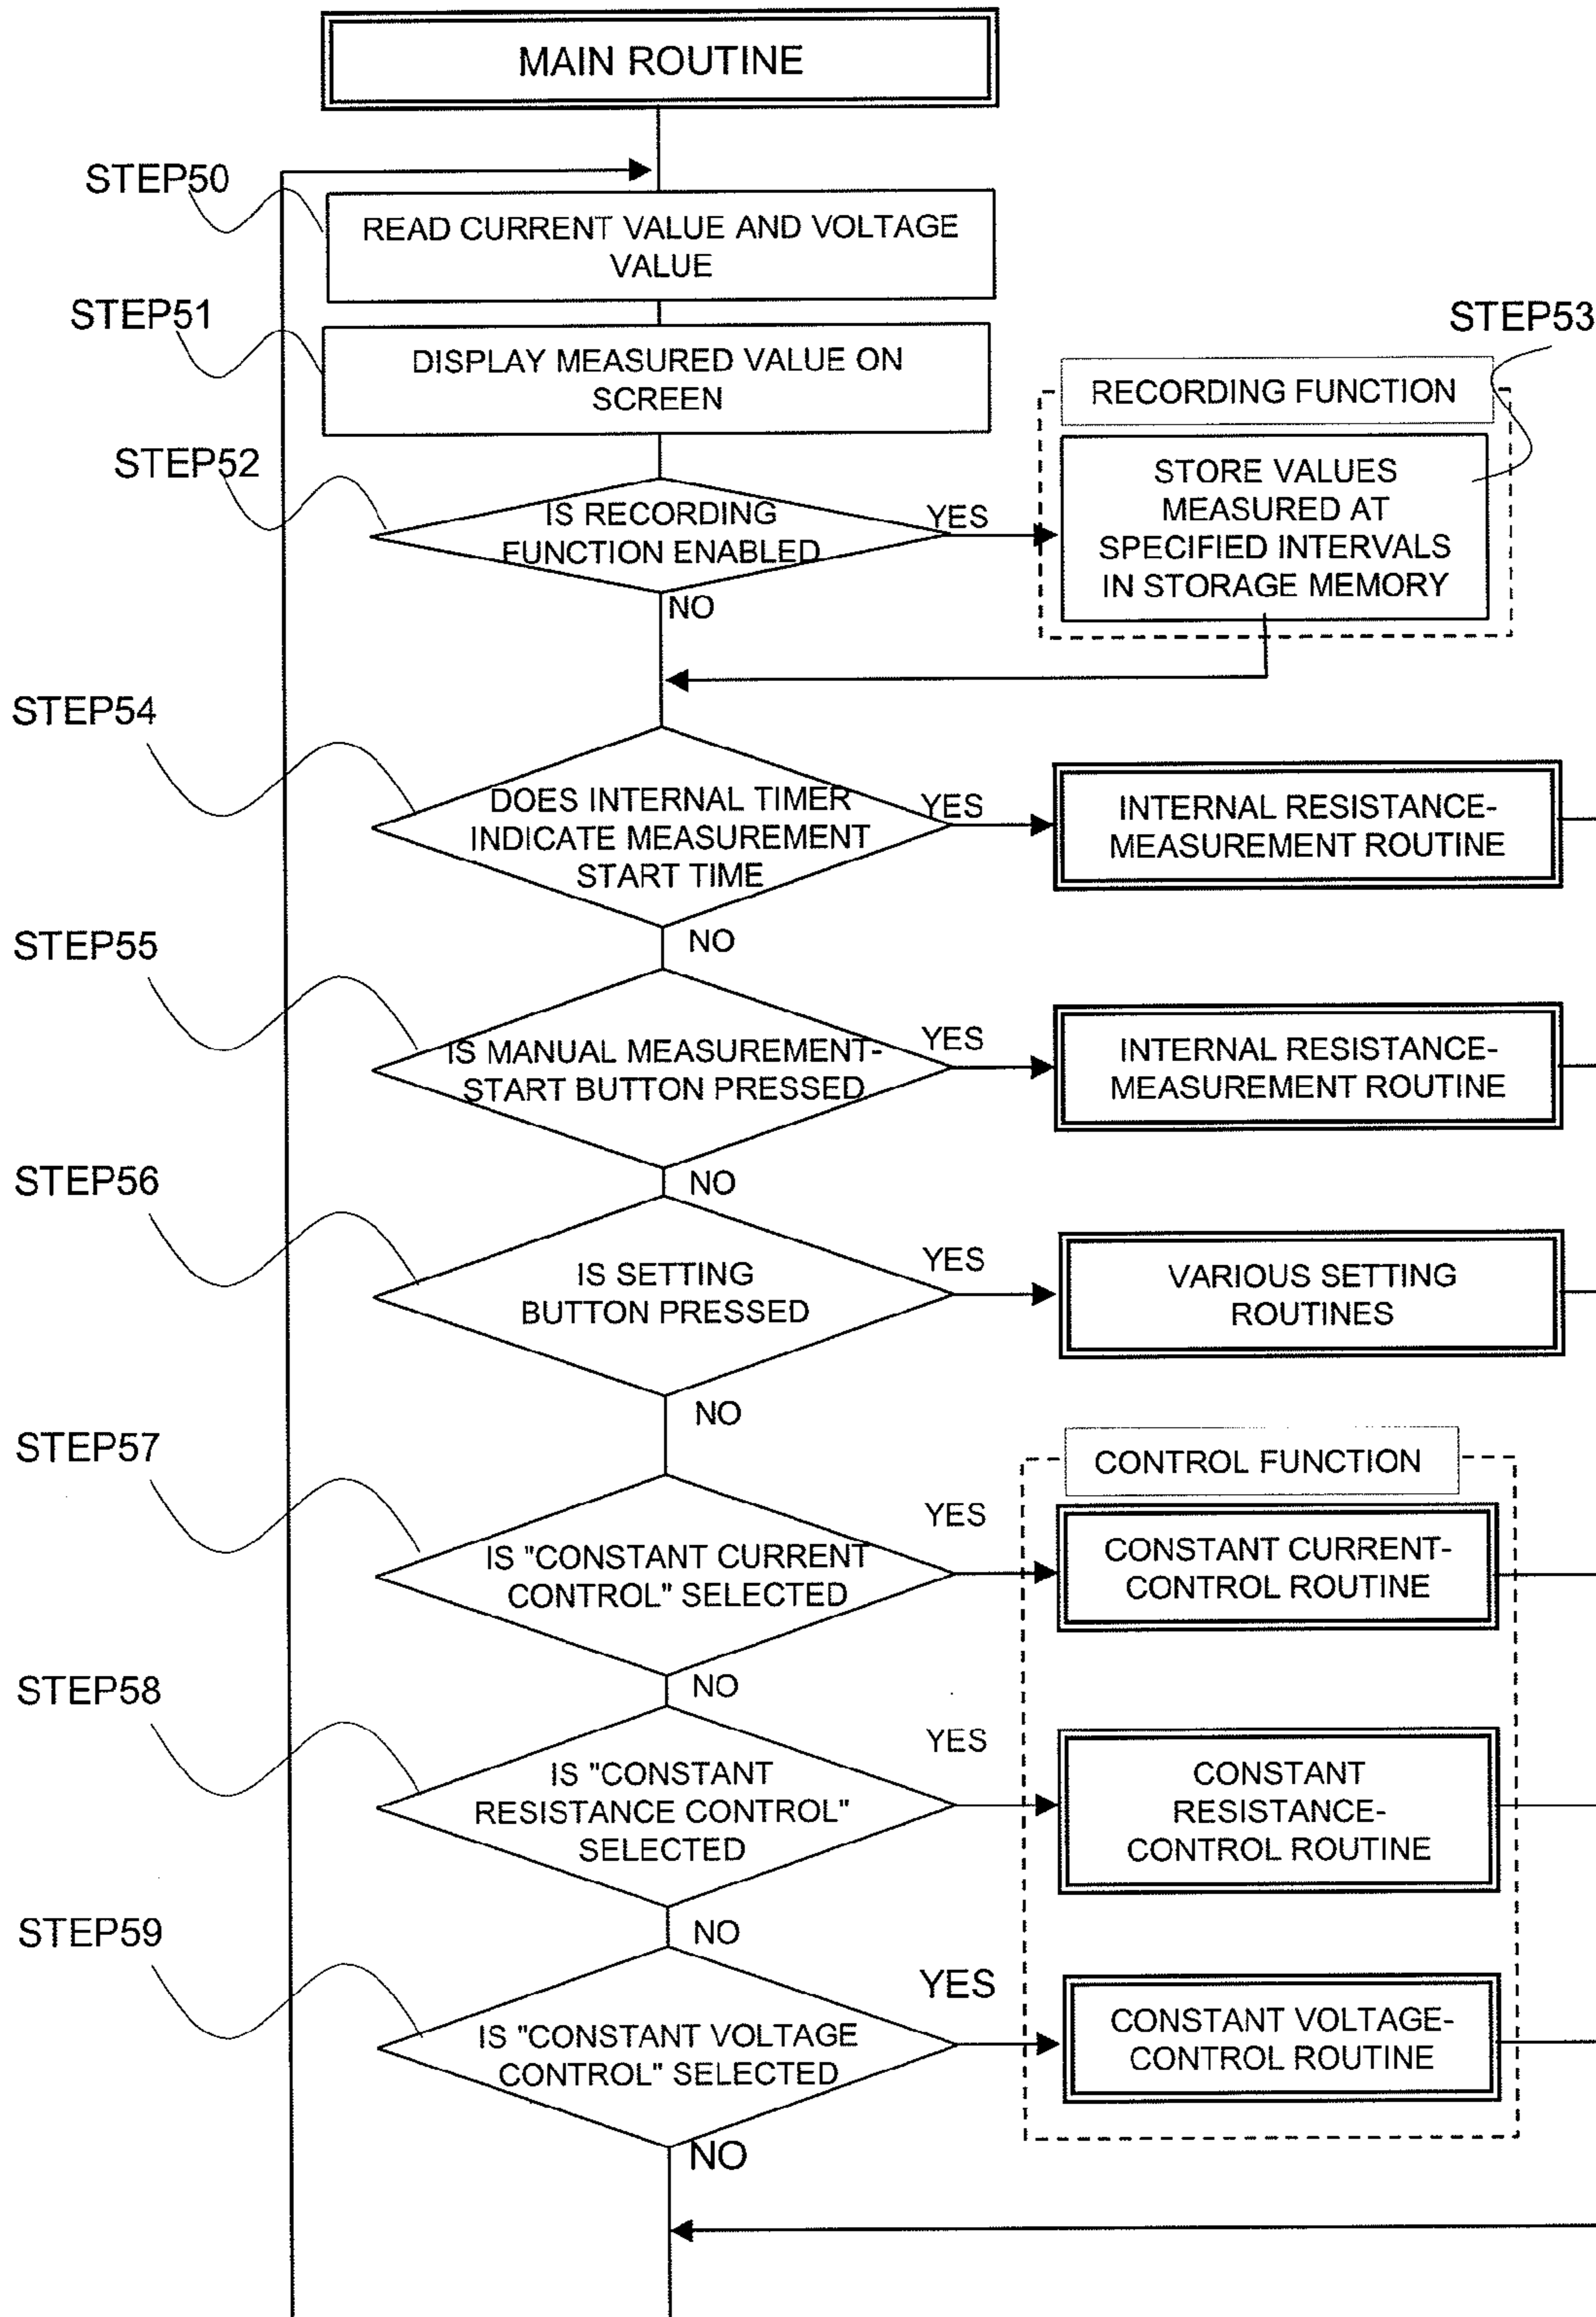 MAIN ROUTINE
STEP50
READ CURRENT VALUE AND VOLTAGE
VALUE
STEP51
DISPLAY MEASURED VALUE ON
SCREEN
STEP53
RECORDING FUNCTION
STORE VALUES
MEASURED AT
SPECIFIED INTERVALS
IN STORAGE MEMORY
STEP52
IS RECORDING
FUNCTION ENABLED
YES
NO
STEP54
DOES INTERNAL TIMER
INDICATE MEASUREMENT
START TIME
YES
INTERNAL RESISTANCE-
MEASUREMENT ROUTINE
NO
STEP55
IS MANUAL MEASUREMENT-
START BUTTON PRESSED
YES
INTERNAL RESISTANCE-
MEASUREMENT ROUTINE
NO
STEP56
IS SETTING
BUTTON PRESSED
YES
VARIOUS SETTING
ROUTINES
NO
STEP57
CONTROL FUNCTION
IS "CONSTANT CURRENT
CONTROL" SELECTED
YES
CONSTANT CURRENT-
CONTROL ROUTINE
NO
STEP58
IS "CONSTANT
RESISTANCE CONTROL"
SELECTED
YES
CONSTANT
RESISTANCE-
CONTROL ROUTINE
NO
STEP59
IS "CONSTANT VOLTAGE
CONTROL" SELECTED
YES
CONSTANT VOLTAGE-
CONTROL ROUTINE
NO